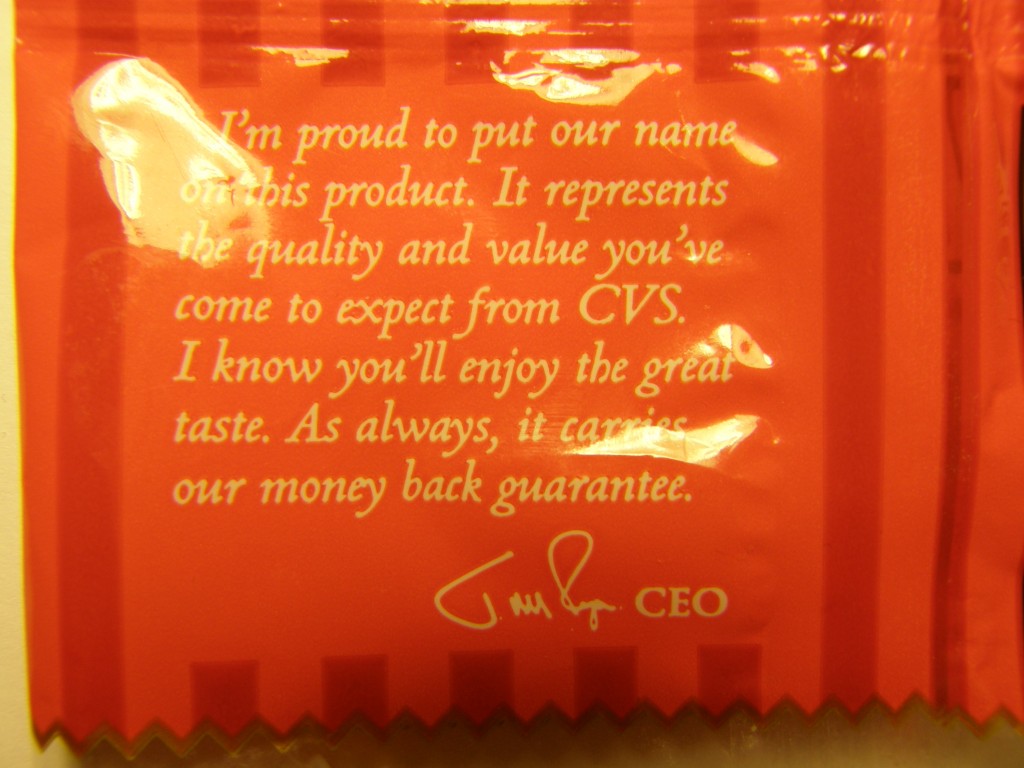 I'm proud to put our name
on this product. It represents
the quality and value you've
come to expect from CVS.
I know you'll enjoy the great
taste. As always, it carries
our money back guarantee.
CEO